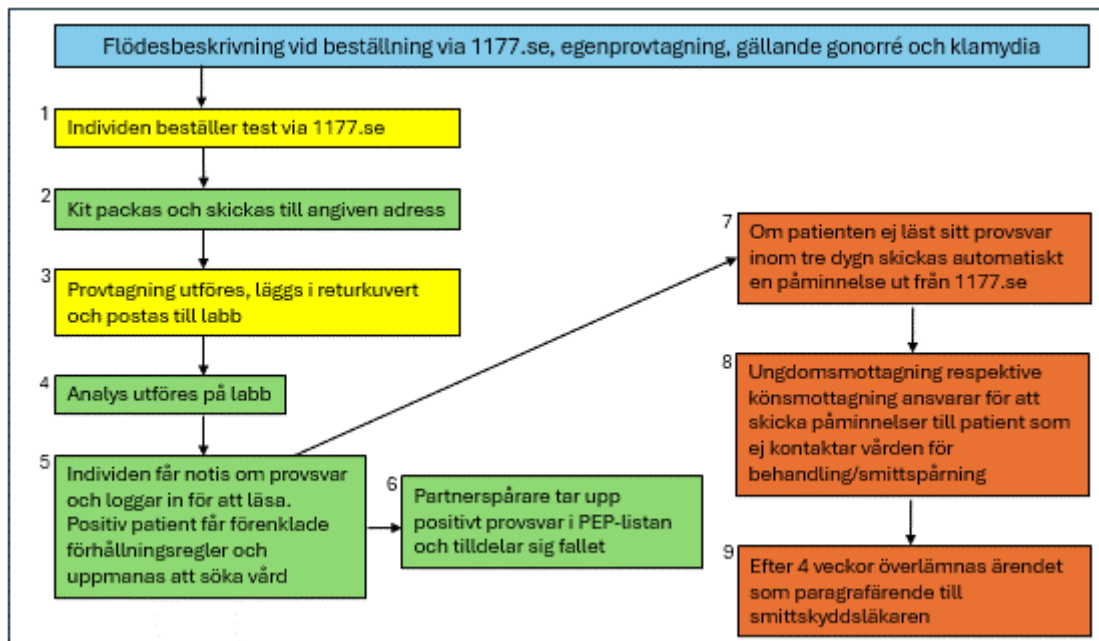 Flödesbeskrivning vid beställning via 1177.se, egenprovtagning, gällande gonorré och klamydia
1
Individen beställer test via 1177.se
2
Kit packas och skickas till angiven adress
3
Provtagning utföres, läggs i returkuvert
och postas till labb
4
Analys utföres på labb
5
Individen får notis om provsvar
och loggar in för att läsa.
Positiv patient får förenklade
förhållningsregler och
uppmanas att söka vård
6
Partnerspårare tar upp
positivt provsvar i PEP-listan
och tilldelar sig fallet
7
Om patienten ej läst sitt provsvar
inom tre dygn skickas automatiskt
en påminnelse ut från 1177.se
8
Ungdomsmottagning respektive
könsmottagning ansvarar för att
skicka påminnelser till patient som
ej kontaktar vården för
behandling/smittspårning
9
Efter 4 veckor överlämnas ärendet
som paragrafärende till
smittskyddsläkaren